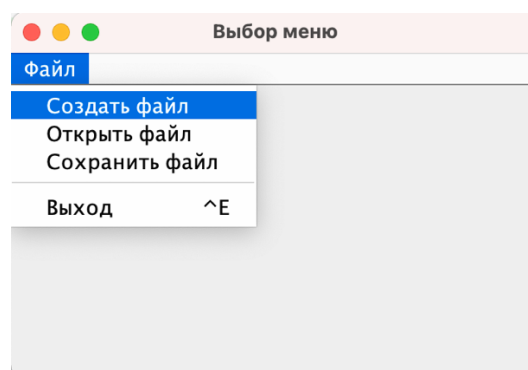 Выбор меню
Файл
Создать файл
Открыть файл
Сохранить файл
Выход ^E